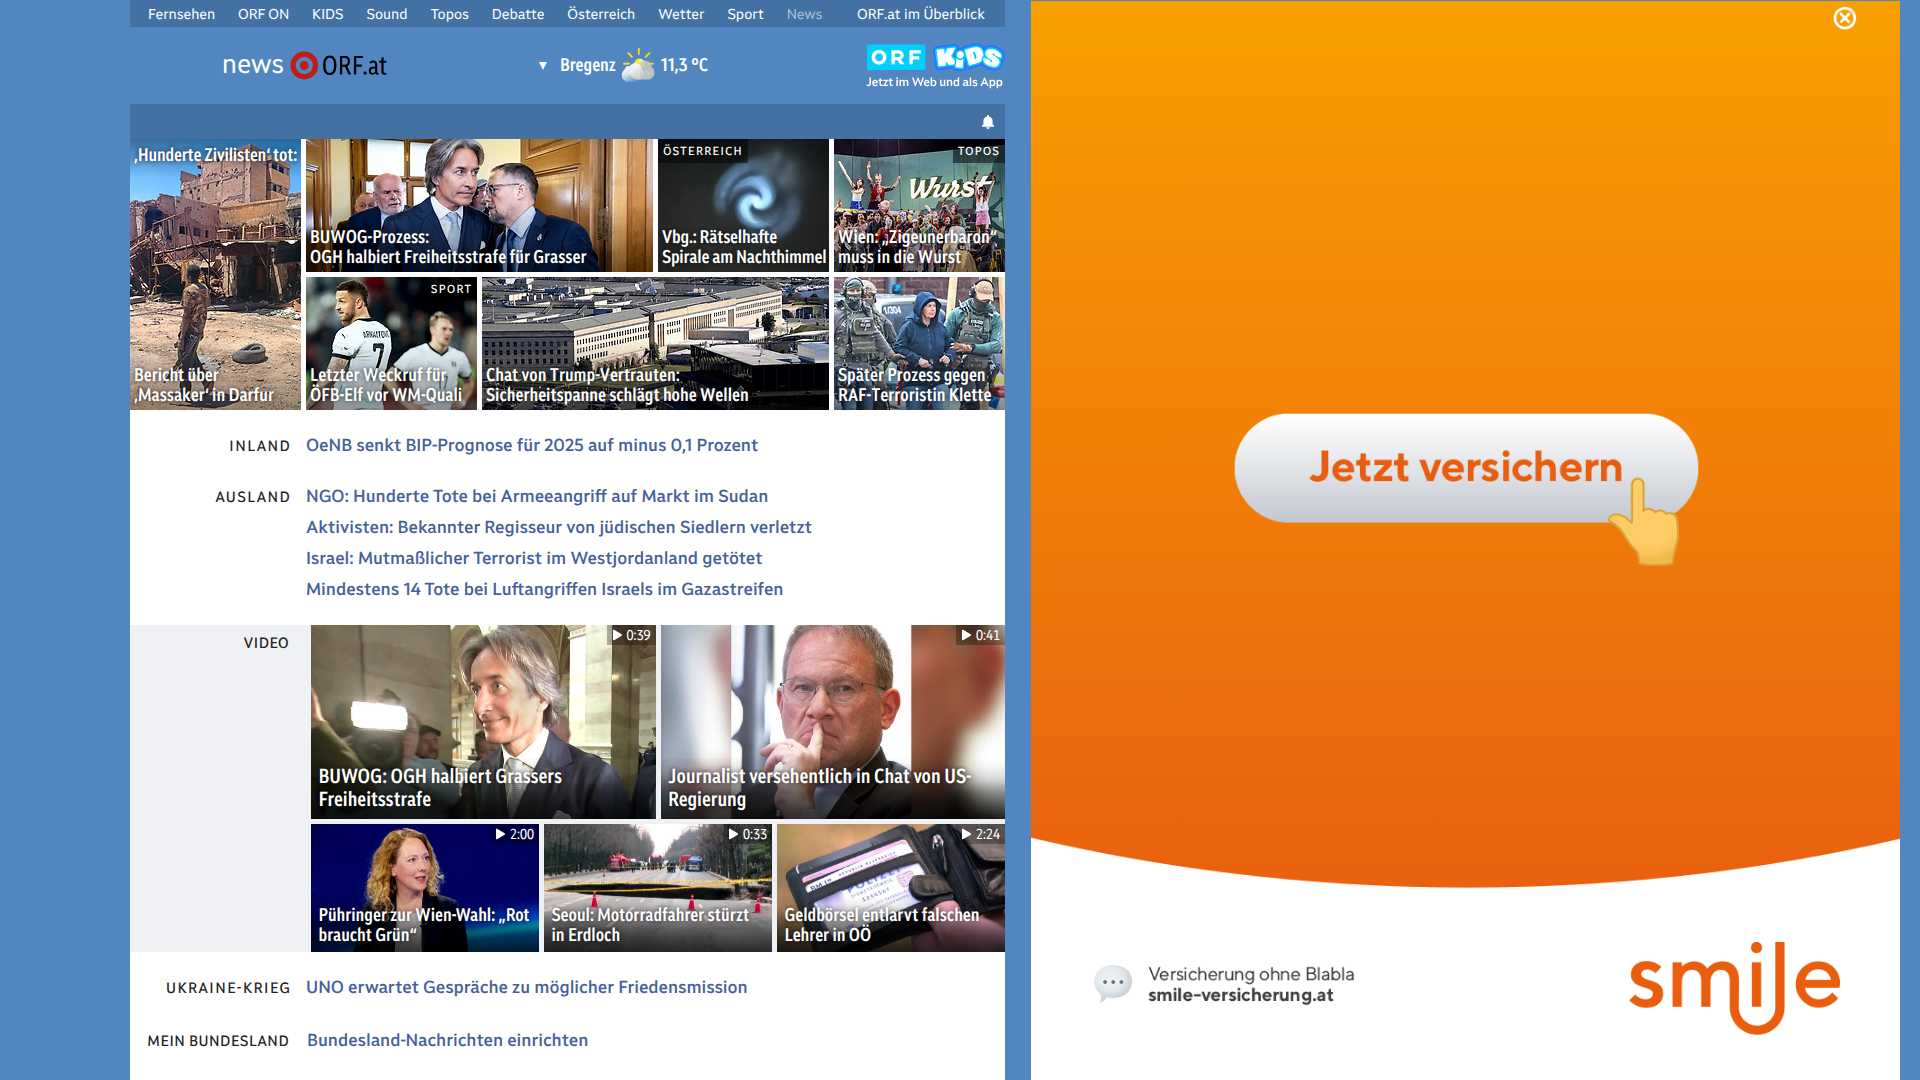 Fernsehen ORF ON KIDS Sound Topos Debatte Österreich Wetter Sport News ORF.at im Überblick
news ORF.at
Bregenz 11,3 °C
ORF KiDS
Jetzt im Web und als App
‚Hunderte Zivilisten‘ tot:
Bericht über
‚Massaker‘ in Darfur
BUWOG-Prozess:
OGH halbiert Freiheitsstrafe für Grasser
ÖSTERREICH
Vbg.: Rätselhafte
Spirale am Nachthimmel
TOPOS
Wurst
Wien: „Zigeunerbaron“
muss in die Wurst
SPORT
ARNAUTOVIC
7
Letzter Weckruf für
ÖFB-Elf vor WM-Quali
Chat von Trump-Vertrauten:
Sicherheitspanne schlägt hohe Wellen
Später Prozess gegen
RAF-Terroristin Klette
INLAND
OeNB senkt BIP-Prognose für 2025 auf minus 0,1 Prozent
AUSLAND
NGO: Hunderte Tote bei Armeeangriff auf Markt im Sudan
Aktivisten: Bekannter Regisseur von jüdischen Siedlern verletzt
Israel: Mutmaßlicher Terrorist im Westjordanland getötet
Mindestens 14 Tote bei Luftangriffen Israels im Gazastreifen
VIDEO
0:39
BUWOG: OGH halbiert Grassers
Freiheitsstrafe
0:41
Journalist versehentlich in Chat von US-
Regierung
2:00
Pühringer zur Wien-Wahl: „Rot
braucht Grün“
0:33
Seoul: Motorradfahrer stürzt
in Erdloch
2:24
POLIZEI
Geldbörsel entlarvt falschen
Lehrer in OÖ
UKRAINE-KRIEG
UNO erwartet Gespräche zu möglicher Friedensmission
MEIN BUNDESLAND
Bundesland-Nachrichten einrichten
Jetzt versichern
Versicherung ohne Blabla
smile-versicherung.at
smile